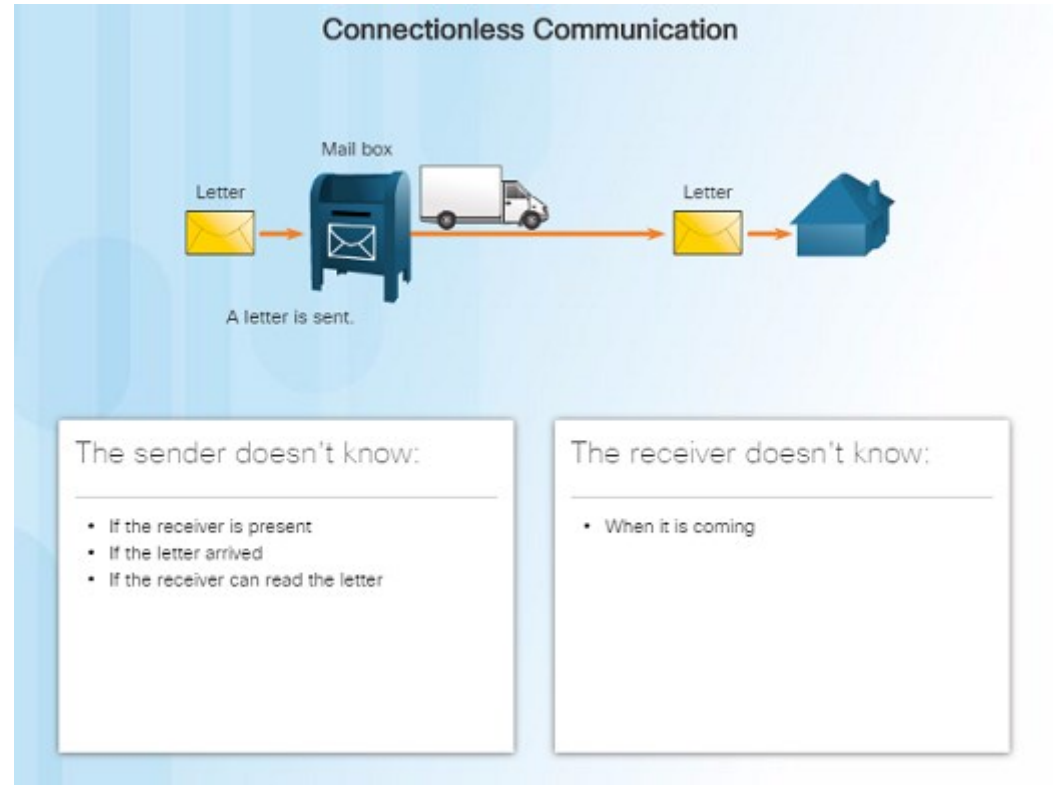 Connectionless Communication
Mail box
Letter
Letter
A letter is sent.
The sender doesn't know:
• If the receiver is present
• If the letter arrived
• If the receiver can read the letter
The receiver doesn't know:
• When it is coming